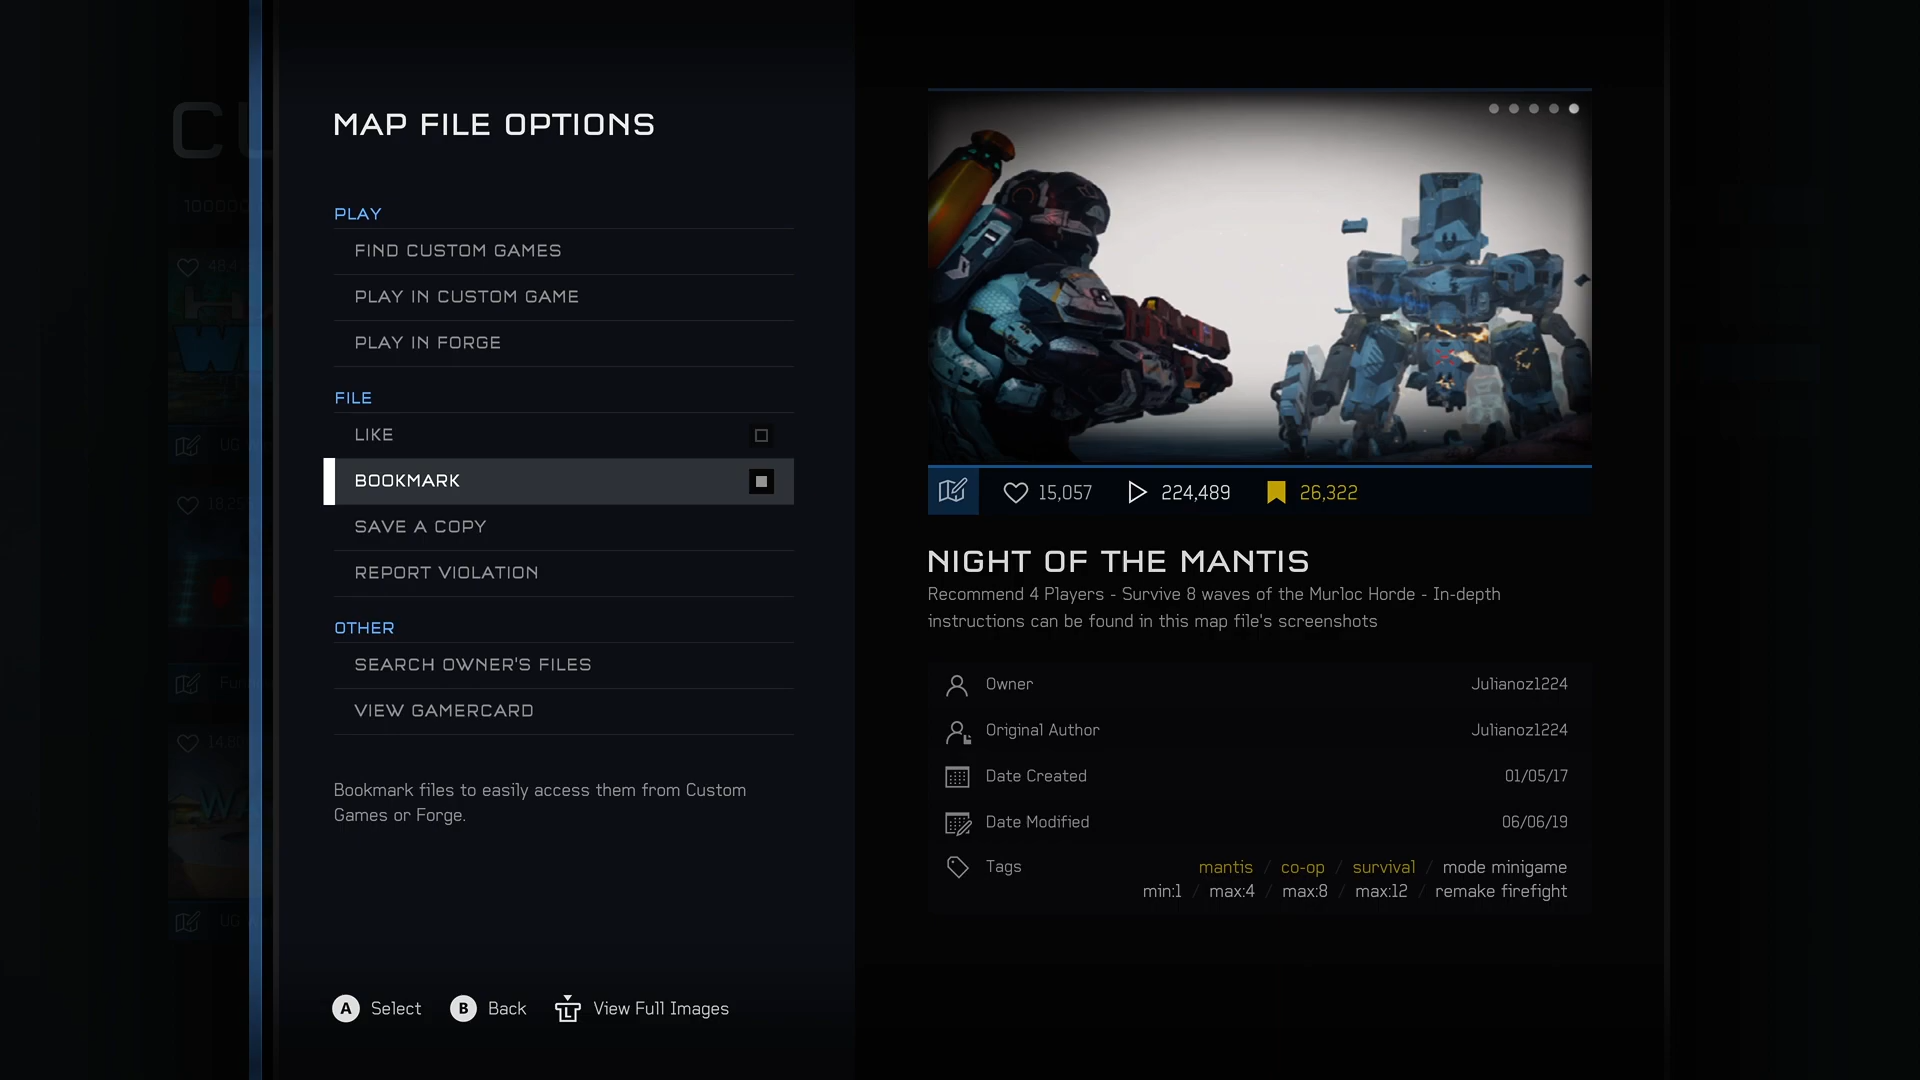 MAP FILE OPTIONS
PLAY
FIND CUSTOM GAMES
PLAY IN CUSTOM GAME
PLAY IN FORGE
FILE
LIKE
BOOKMARK
SAVE A COPY
REPORT VIOLATION
OTHER
SEARCH OWNER'S FILES
VIEW GAMERCARD
Bookmark files to easily access them from Custom
Games or Forge.
A Select B Back L View Full Images
15,057 224,489 26,322
NIGHT OF THE MANTIS
Recommend 4 Players - Survive 8 waves of the Murloc Horde - In-depth
instructions can be found in this map file's screenshots
Owner Julianoz1224
Original Author Julianoz1224
Date Created 01/05/17
Date Modified 06/06/19
Tags mantis / co-op / survival / mode minigame
min:1 / max:4 / max:8 / max:12 / remake firefight